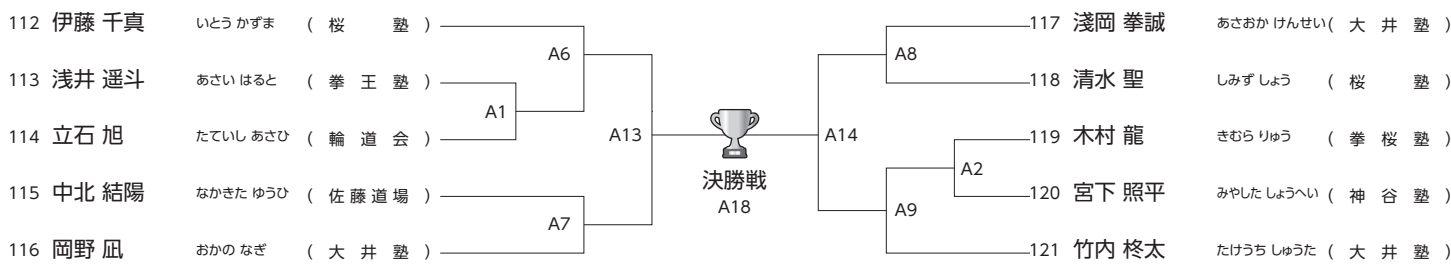 112 伊藤 千真 いとう かずま ( 桜 塾 )
113 浅井 遥斗 あさい はると ( 拳 王 塾 )
114 立石 旭 たていし あさひ ( 輪 道 会 )
115 中北 結陽 なかきた ゆうひ ( 佐 藤 道 場 )
116 岡野 凪 おかの なぎ ( 大 井 塾 )
A6
A1
A13
A7
決勝戦
A18
A14
A8
A2
A9
117 淺岡 拳誠 あさおか けんせい ( 大 井 塾 )
118 清水 聖 しみず しょう ( 桜 塾 )
119 木村 龍 きむら りゅう ( 拳 桜 塾 )
120 宮下 照平 みやした しょうへい ( 神 谷 塾 )
121 竹内 柊太 たけうち しゅうた ( 大 井 塾 )